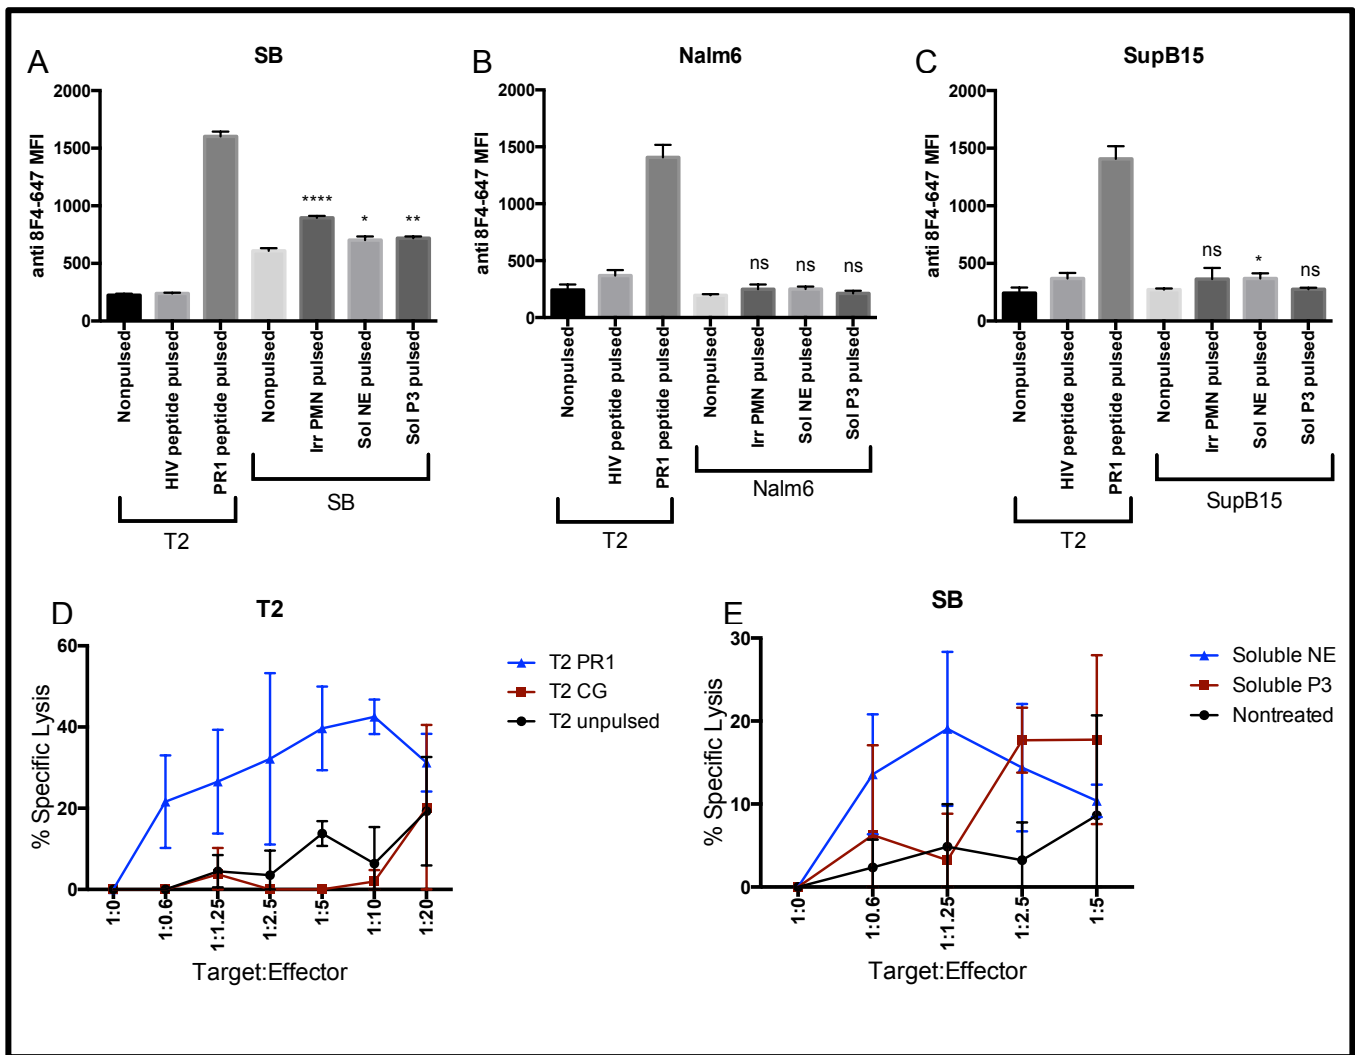 A
SB
anti 8F4-647 MFI
2000
1500
1000
500
0
****
*
**
Nonpulsed
HIV peptide pulsed
PR1 peptide pulsed
Nonpulsed
Irr PMN pulsed
Sol NE pulsed
Sol P3 pulsed
T2
SB
B
Nalm6
anti 8F4-647 MFI
2000
1500
1000
500
0
ns
ns
ns
Nonpulsed
HIV peptide pulsed
PR1 peptide pulsed
Nonpulsed
Irr PMN pulsed
Sol NE pulsed
Sol P3 pulsed
T2
Nalm6
C
SupB15
anti 8F4-647 MFI
2000
1500
1000
500
0
ns
*
ns
Nonpulsed
HIV peptide pulsed
PR1 peptide pulsed
Nonpulsed
Irr PMN pulsed
Sol NE pulsed
Sol P3 pulsed
T2
SupB15
D
T2
% Specific Lysis
60
40
20
0
1:0
1:0.6
1:1.25
1:2.5
1:5
1:10
1:20
Target:Effector
T2 PR1
T2 CG
T2 unpulsed
E
SB
% Specific Lysis
30
20
10
0
1:0
1:0.6
1:1.25
1:2.5
1:5
Target:Effector
Soluble NE
Soluble P3
Nontreated